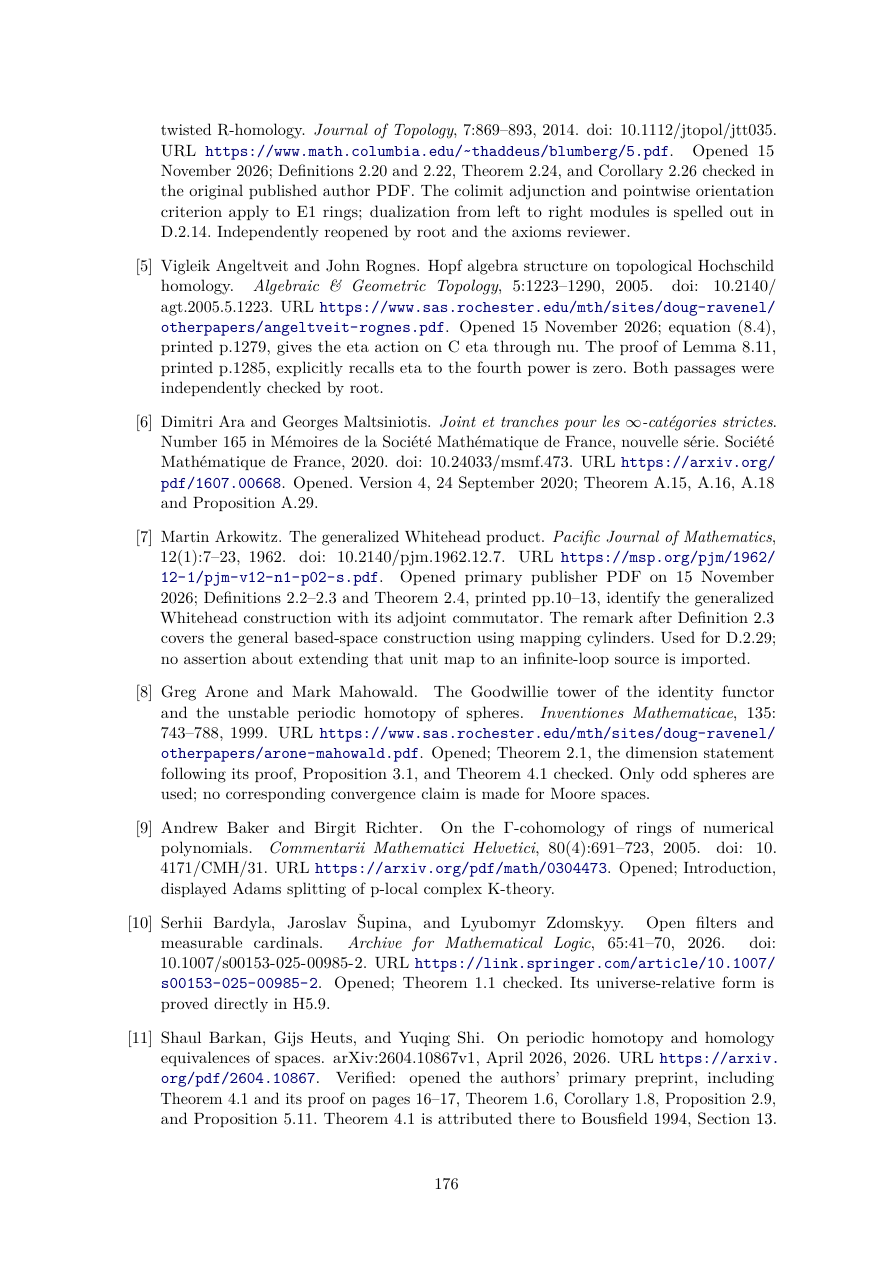 twisted R-homology. Journal of Topology, 7:869–893, 2014. doi: 10.1112/jtopol/jtt035.
URL https://www.math.columbia.edu/~thaddeus/blumberg/5.pdf. Opened 15
November 2026; Definitions 2.20 and 2.22, Theorem 2.24, and Corollary 2.26 checked in
the original published author PDF. The colimit adjunction and pointwise orientation
criterion apply to E1 rings; dualization from left to right modules is spelled out in
D.2.14. Independently reopened by root and the axioms reviewer.
[5] Vigleik Angeltveit and John Rognes. Hopf algebra structure on topological Hochschild
homology. Algebraic & Geometric Topology, 5:1223–1290, 2005. doi: 10.2140/
agt.2005.5.1223. URL https://www.sas.rochester.edu/mth/sites/doug-ravenel/
otherpapers/angeltveit-rognes.pdf. Opened 15 November 2026; equation (8.4),
printed p.1279, gives the eta action on C eta through nu. The proof of Lemma 8.11,
printed p.1285, explicitly recalls eta to the fourth power is zero. Both passages were
independently checked by root.
[6] Dimitri Ara and Georges Maltsiniotis. Joint et tranches pour les ∞-catégories strictes.
Number 165 in Mémoires de la Société Mathématique de France, nouvelle série. Société
Mathématique de France, 2020. doi: 10.24033/msmf.473. URL https://arxiv.org/
pdf/1607.00668. Opened. Version 4, 24 September 2020; Theorem A.15, A.16, A.18
and Proposition A.29.
[7] Martin Arkowitz. The generalized Whitehead product. Pacific Journal of Mathematics,
12(1):7–23, 1962. doi: 10.2140/pjm.1962.12.7. URL https://msp.org/pjm/1962/
12-1/pjm-v12-n1-p02-s.pdf. Opened primary publisher PDF on 15 November
2026; Definitions 2.2–2.3 and Theorem 2.4, printed pp.10–13, identify the generalized
Whitehead construction with its adjoint commutator. The remark after Definition 2.3
covers the general based-space construction using mapping cylinders. Used for D.2.29;
no assertion about extending that unit map to an infinite-loop source is imported.
[8] Greg Arone and Mark Mahowald. The Goodwillie tower of the identity functor
and the unstable periodic homotopy of spheres. Inventiones Mathematicae, 135:
743–788, 1999. URL https://www.sas.rochester.edu/mth/sites/doug-ravenel/
otherpapers/arone-mahowald.pdf. Opened; Theorem 2.1, the dimension statement
following its proof, Proposition 3.1, and Theorem 4.1 checked. Only odd spheres are
used; no corresponding convergence claim is made for Moore spaces.
[9] Andrew Baker and Birgit Richter. On the Γ-cohomology of rings of numerical
polynomials. Commentarii Mathematici Helvetici, 80(4):691–723, 2005. doi: 10.
4171/CMH/31. URL https://arxiv.org/pdf/math/0304473. Opened; Introduction,
displayed Adams splitting of p-local complex K-theory.
[10] Serhii Bardyla, Jaroslav Šupina, and Lyubomyr Zdomskyy. Open filters and
measurable cardinals. Archive for Mathematical Logic, 65:41–70, 2026. doi:
10.1007/s00153-025-00985-2. URL https://link.springer.com/article/10.1007/
s00153-025-00985-2. Opened; Theorem 1.1 checked. Its universe-relative form is
proved directly in H5.9.
[11] Shaul Barkan, Gijs Heuts, and Yuqing Shi. On periodic homotopy and homology
equivalences of spaces. arXiv:2604.10867v1, April 2026, 2026. URL https://arxiv.
org/pdf/2604.10867. Verified: opened the authors' primary preprint, including
Theorem 4.1 and its proof on pages 16–17, Theorem 1.6, Corollary 1.8, Proposition 2.9,
and Proposition 5.11. Theorem 4.1 is attributed there to Bousfield 1994, Section 13.
176